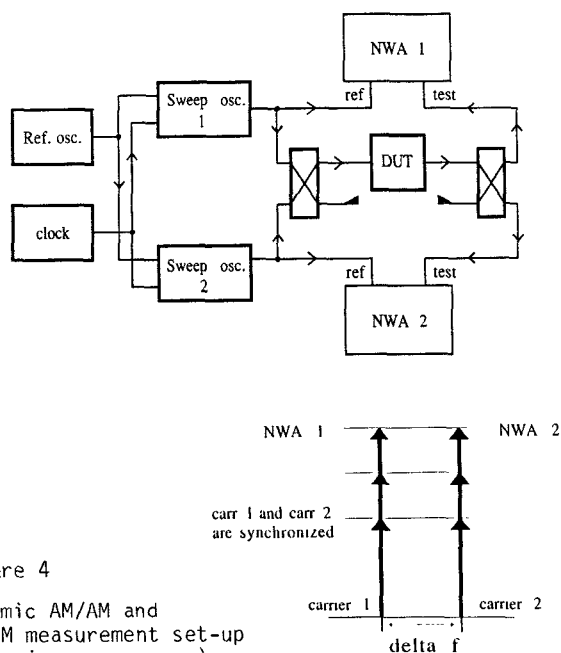 NWA 1
ref
test
Sweep osc.
1
Ref. osc.
DUT
clock
Sweep osc.
2
ref
test
NWA 2
NWA 1
NWA 2
carr 1 and carr 2
are synchronized
carrier 1
carrier 2
delta f
re 4
mic AM/AM and
M measurement set-up